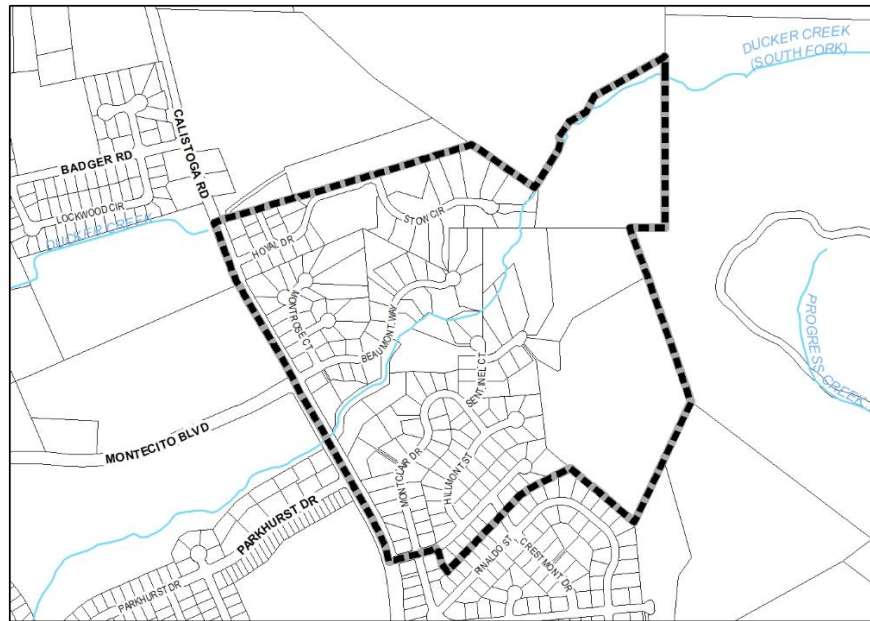 DUCKER CREEK
(SOUTH FORK)
CALISTOGA RD
BADGER RD
LOCKWOOD CIR
DUCKER CREEK
STOW CIR
HOYAL DR
MONTROSE CT
BEAUMONT WAY
PROGRESS CREEK
SENTINEL CT
MONTECITO BLVD
MONTCLAIR DR
HILLMONT ST
PARKHURST DR
RINALDO ST
CRESTMONT DR
PARKHURST DR